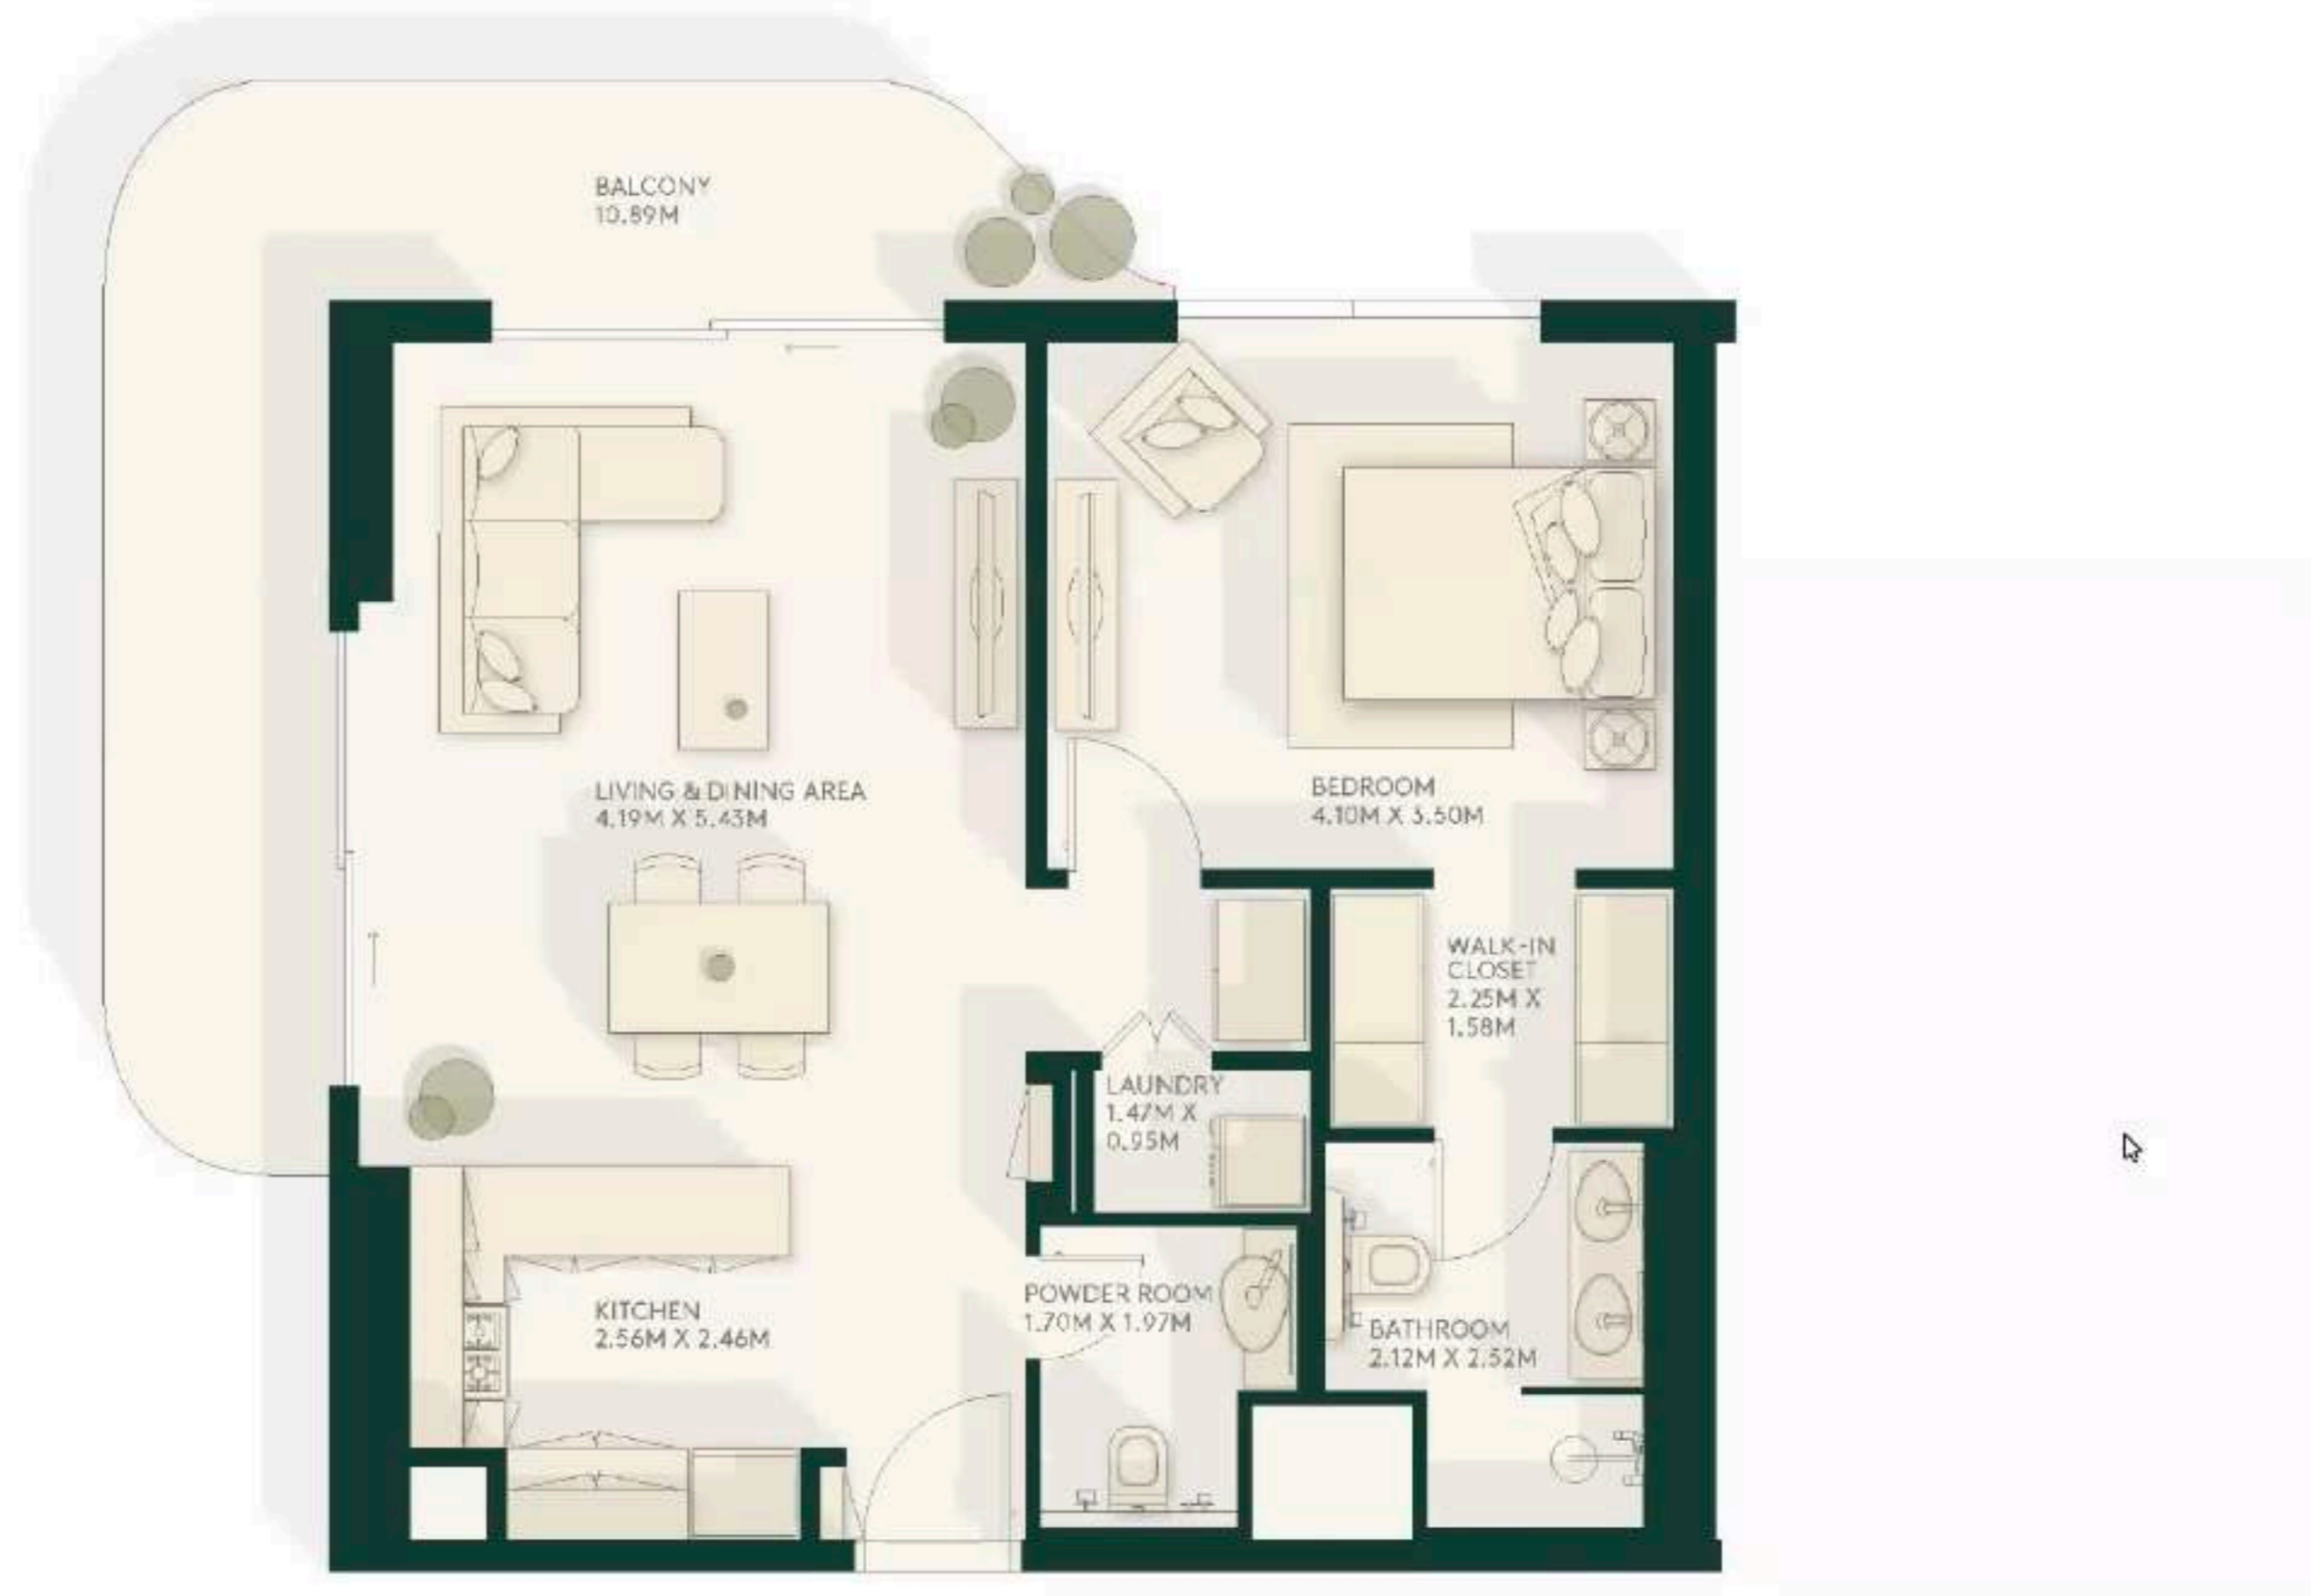 BALCONY
10.89M
LIVING & DINING AREA
4.19M X 5.43M
BEDROOM
4.10M X 3.50M
WALK-IN
CLOSET
2.25M X
1.58M
LAUNDRY
1.47M X
0.95M
POWDER ROOM
1.70M X 1.97M
KITCHEN
2.56M X 2.46M
BATHROOM
2.12M X 2.52M